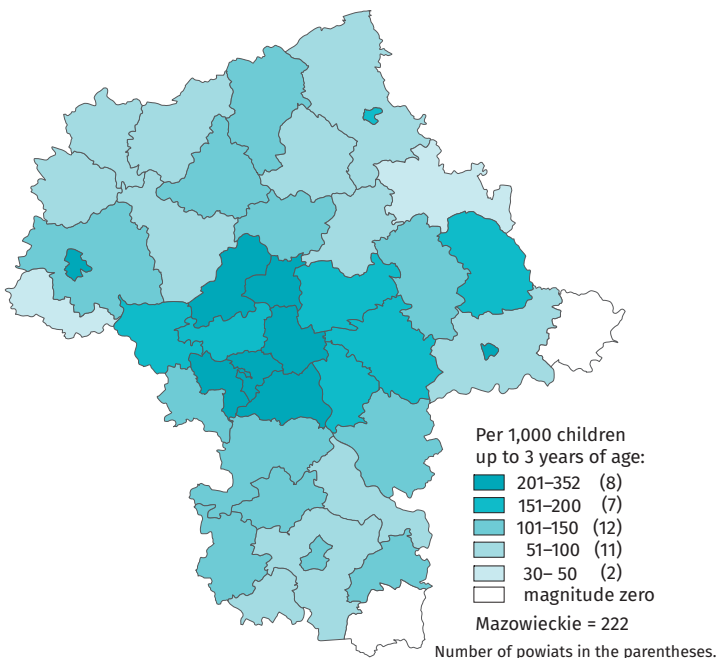 Per 1,000 children
up to 3 years of age:
201–352 (8)
151–200 (7)
101–150 (12)
51–100 (11)
30– 50 (2)
magnitude zero
Mazowieckie = 222
Number of powiats in the parentheses.